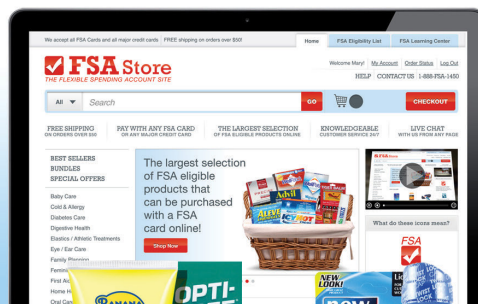 We accept all FSA Cards and all major credit cards | FREE shipping on orders over $50!
Home
FSA Eligibility List
FSA Learning Center
FSA Store
THE FLEXIBLE SPENDING ACCOUNT SITE
Welcome Mary! | My Account Order Status | Log Out
HELP CONTACT US | 1-888-FSA-1450
All Search
GO
CHECKOUT
FREE SHIPPING
ON ORDERS OVER $50
PAY WITH ANY FSA CARD
OR ANY MAJOR CREDIT CARD
THE LARGEST SELECTION
OF FSA ELIGIBLE PRODUCTS ONLINE
KNOWLEDGEABLE
CUSTOMER SERVICE 24/7
LIVE CHAT
WITH US FROM ANY PAGE
BEST SELLERS
BUNDLES
SPECIAL OFFERS
Baby Care
Cold & Allergy
Diabetes Care
Digestive Health
Elastics / Athletic Treatments
Eye / Ear Care
Family Planning
First Aid
The largest selection
of FSA eligible
products that
can be purchased
with a FSA
card online!
Shop Now
Advil
ALEVE
ICY HOT
What do these icons mean?
FSA
BANANA
OPTI-
NEW
LOOK!
new